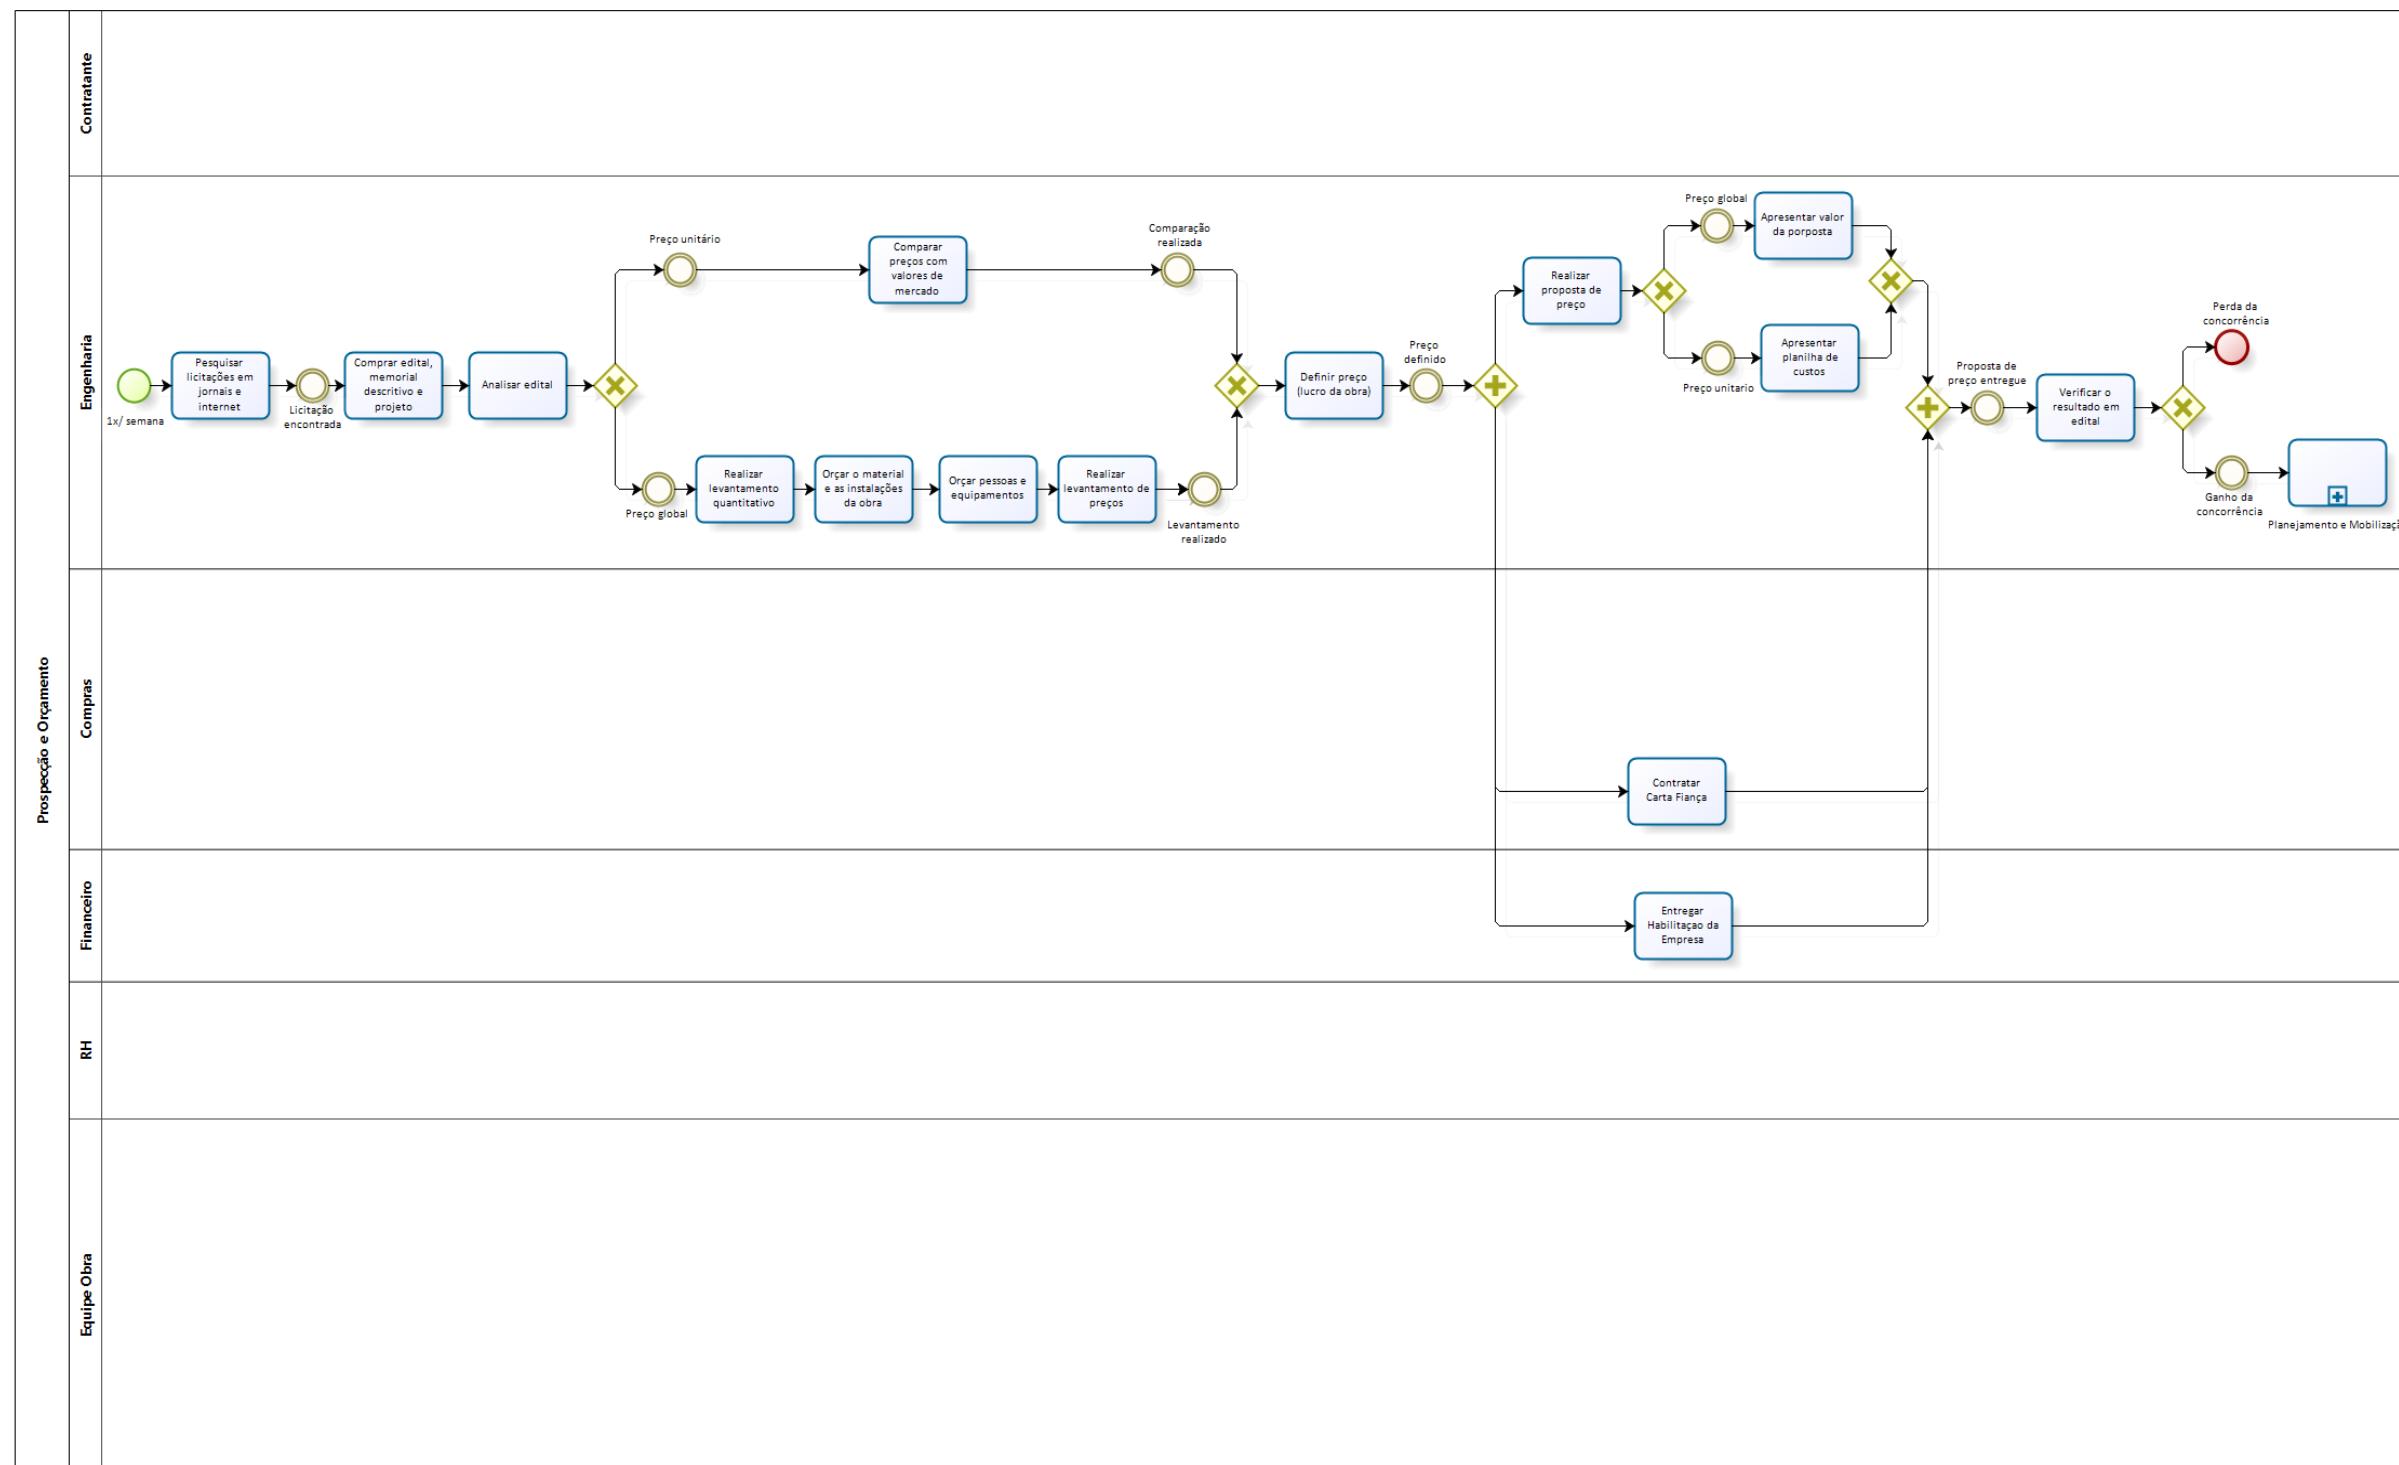 Prospecção e Orçamento
Contratante
Engenharia
1x/ semana
Pesquisar
licitações em
jornais e
internet
Licitação
encontrada
Comprar edital,
memorial
descritivo e
projeto
Analisar edital
Preço unitário
Comparar
preços com
valores de
mercado
Comparação
realizada
Preço global
Realizar
levantamento
quantitativo
Orçar o material
e as instalações
da obra
Orçar pessoas e
equipamentos
Realizar
levantamento de
preços
Levantamento
realizado
Definir preço
(lucro da obra)
Preço
definido
Realizar
proposta de
preço
Preço global
Apresentar valor
da porposta
Preço unitario
Apresentar
planilha de
custos
Proposta de
preço entregue
Verificar o
resultado em
edital
Perda da
concorrência
Ganho da
concorrência
Planejamento e Mobilizaçã
Compras
Contratar
Carta Fiança
Financeiro
Entregar
Habilitaçao da
Empresa
RH
Equipe Obra